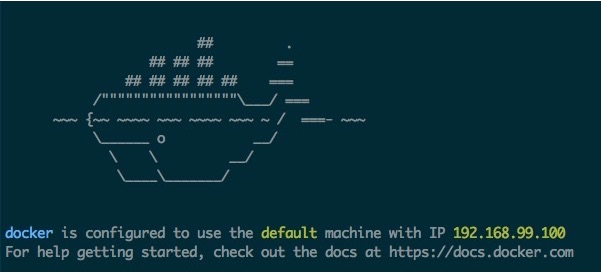 ##         .
                  ## ## ##        ==
               ## ## ## ## ##    ===
           /"""""""""""""""""\___/ ===
      ~~~ {~~ ~~~~ ~~~ ~~~~ ~~~ ~ /  ===- ~~~
           \______ o           __/
             \    \         __/
              \____\_______/
docker is configured to use the default machine with IP 192.168.99.100
For help getting started, check out the docs at https://docs.docker.com